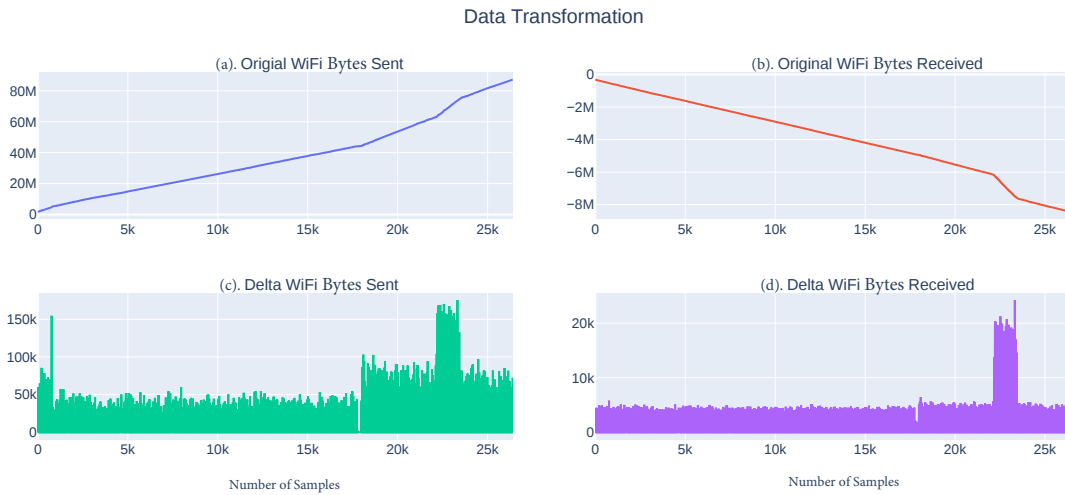 Data Transformation
(a). Origial WiFi Bytes Sent
(b). Original WiFi Bytes Received
80M
60M
40M
20M
0
0
5k
10k
15k
20k
25k
0
−2M
−4M
−6M
−8M
0
5k
10k
15k
20k
25k
(c). Delta WiFi Bytes Sent
(d). Delta WiFi Bytes Received
150k
100k
50k
0
0
5k
10k
15k
20k
25k
20k
10k
0
0
5k
10k
15k
20k
25k
Number of Samples
Number of Samples